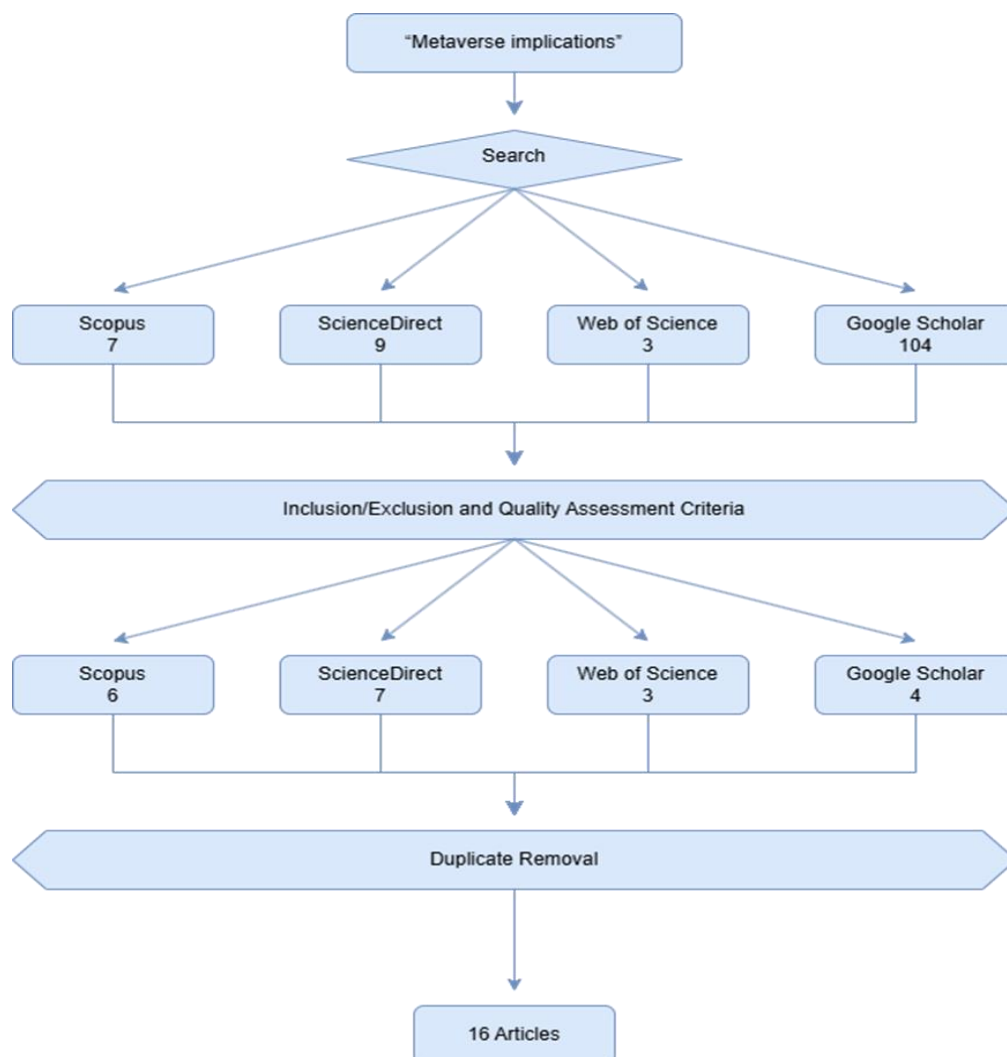 “Metaverse implications”
Search
Scopus
7
ScienceDirect
9
Web of Science
3
Google Scholar
104
Inclusion/Exclusion and Quality Assessment Criteria
Scopus
6
ScienceDirect
7
Web of Science
3
Google Scholar
4
Duplicate Removal
16 Articles